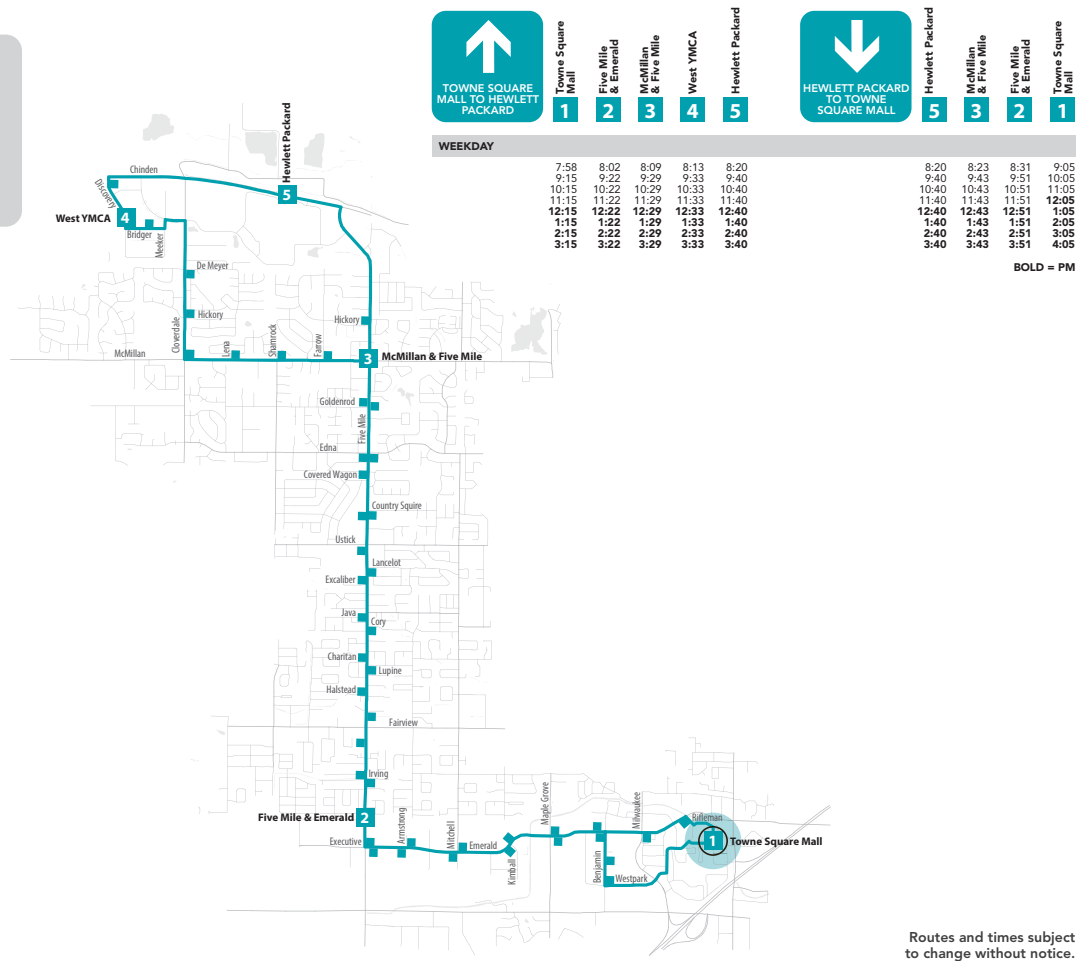 TOWNE SQUARE
MALL TO HEWLETT
PACKARD
Towne Square
Mall
1
Five Mile
& Emerald
2
McMillan
& Five Mile
3
West YMCA
4
Hewlett Packard
5
HEWLETT PACKARD
TO TOWNE
SQUARE MALL
Hewlett Packard
5
McMillan
& Five Mile
3
Five Mile
& Emerald
2
Towne Square
Mall
1
WEEKDAY
7:58 8:02 8:09 8:13 8:20
9:15 9:22 9:29 9:33 9:40
10:15 10:22 10:29 10:33 10:40
11:15 11:22 11:29 11:33 11:40
12:15 12:22 12:29 12:33 12:40
1:15 1:22 1:29 1:33 1:40
2:15 2:22 2:29 2:33 2:40
3:15 3:22 3:29 3:33 3:40
8:20 8:23 8:31 9:05
9:40 9:43 9:51 10:05
10:40 10:43 10:51 11:05
11:40 11:43 11:51 12:05
12:40 12:43 12:51 1:05
1:40 1:43 1:51 2:05
2:40 2:43 2:51 3:05
3:40 3:43 3:51 4:05
BOLD = PM
Hewlett Packard
5
Chinden
Discovery
West YMCA
4
Bridger
Meeker
De Meyer
Hickory
Cloverdale
Hickory
McMillan
Lena
Shamrock
Farrow
3
McMillan & Five Mile
Goldenrod
Five Mile
Edna
Covered Wagon
Country Squire
Ustick
Lancelot
Excaliber
Java
Cory
Charitan
Lupine
Halstead
Fairview
Irving
Five Mile & Emerald
2
Executive
Armstrong
Mitchell
Emerald
Kimball
Maple Grove
Benjamin
Milwaukee
Westpark
Rifleman
1
Towne Square Mall
Routes and times subject
to change without notice.